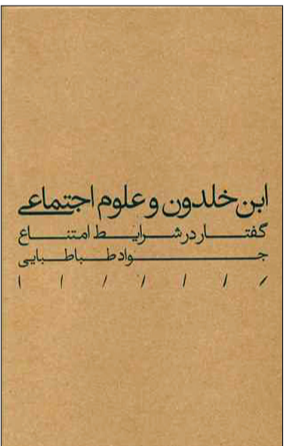 ابن خلدون و علوم اجتماعی
گفتار در شرایط امتناع
جواد طباطبایی